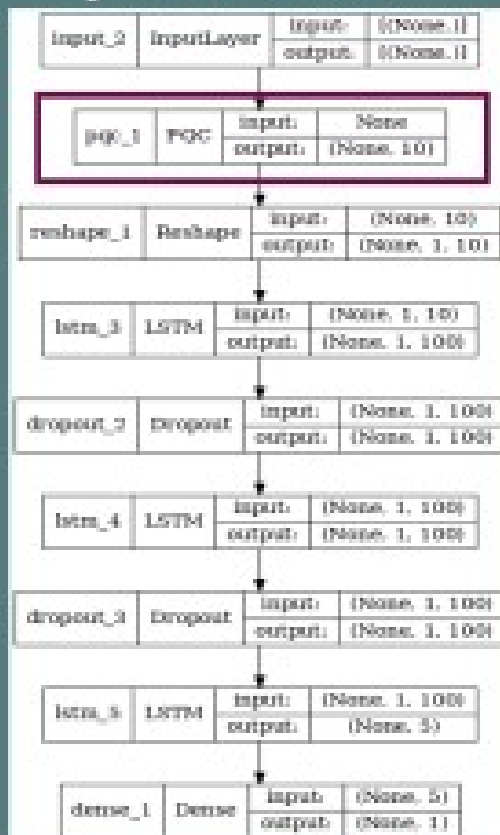 input_2 InputLayer input: [(None,)]
output: [(None,)]
pqc_1 PQC input: None
output: (None, 10)
reshape_1 Reshape input: (None, 10)
output: (None, 1, 10)
lstm_3 LSTM input: (None, 1, 10)
output: (None, 1, 100)
dropout_2 Dropout input: (None, 1, 100)
output: (None, 1, 100)
lstm_4 LSTM input: (None, 1, 100)
output: (None, 1, 100)
dropout_3 Dropout input: (None, 1, 100)
output: (None, 1, 100)
lstm_5 LSTM input: (None, 1, 100)
output: (None, 5)
dense_1 Dense input: (None, 5)
output: (None, 1)